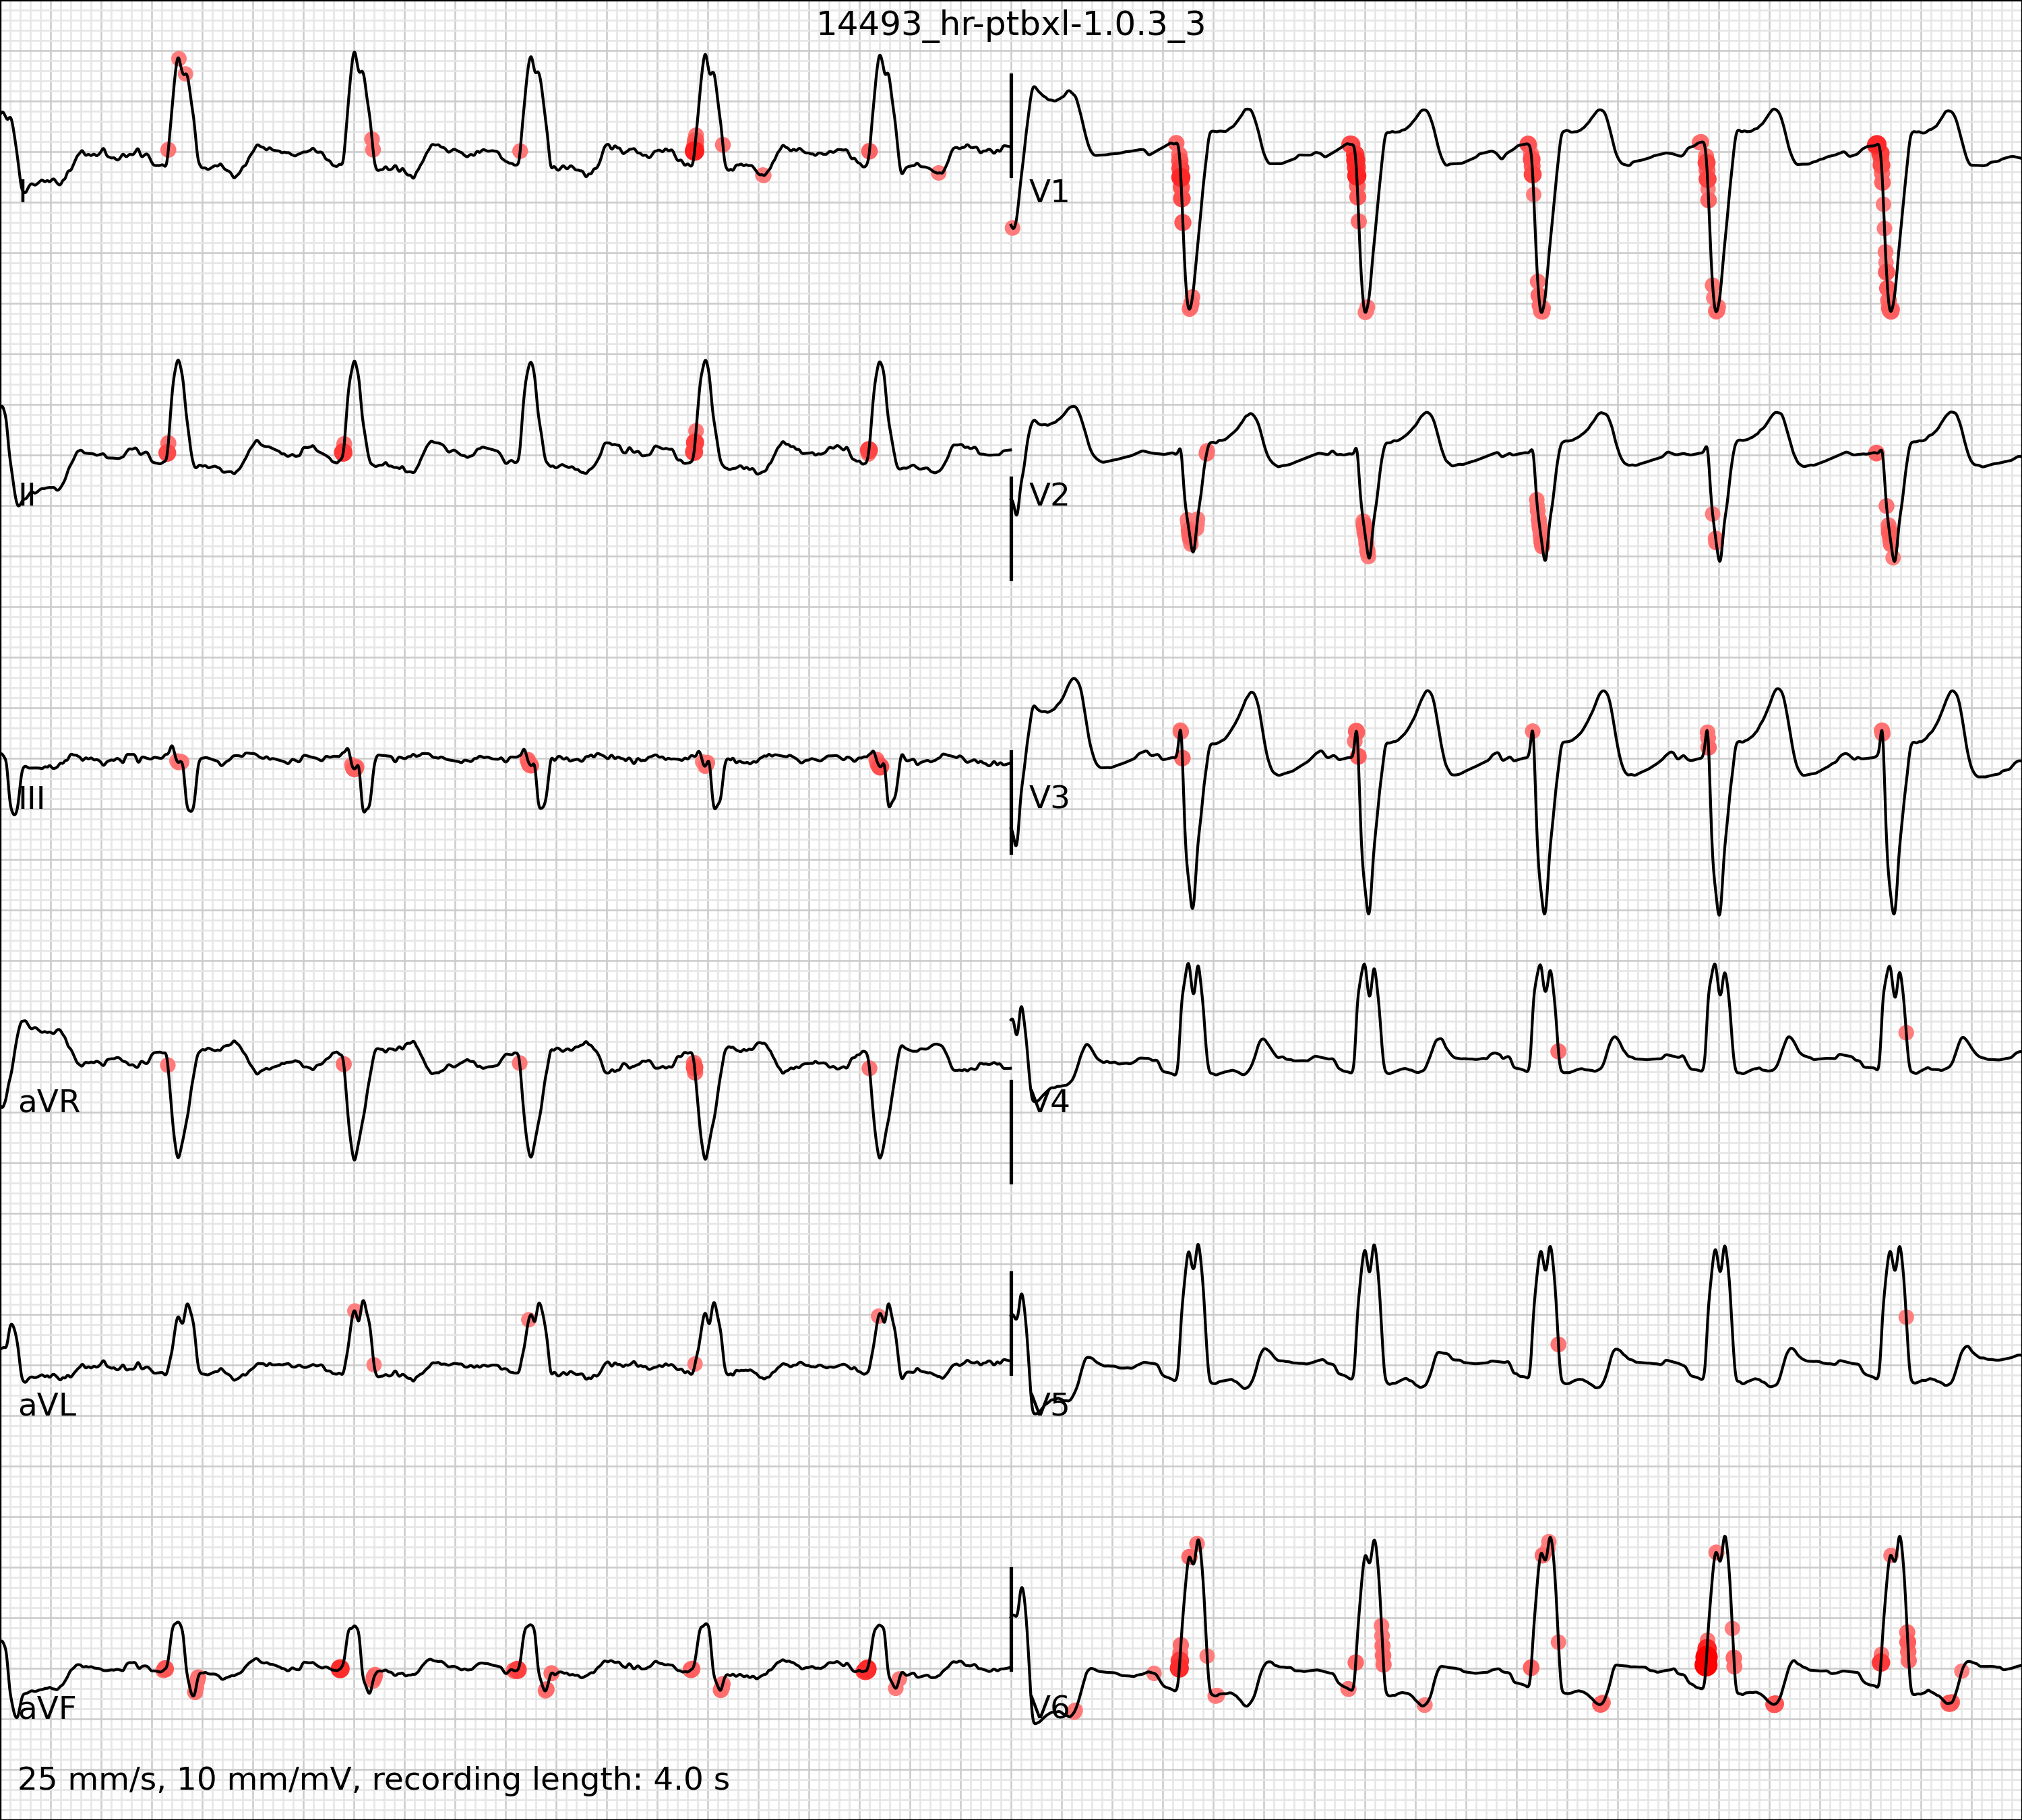 14493_hr-ptbxl-1.0.3_3
I
V1
II
V2
III
V3
aVR
V4
aVL
V5
aVF
V6
25 mm/s, 10 mm/mV, recording length: 4.0 s